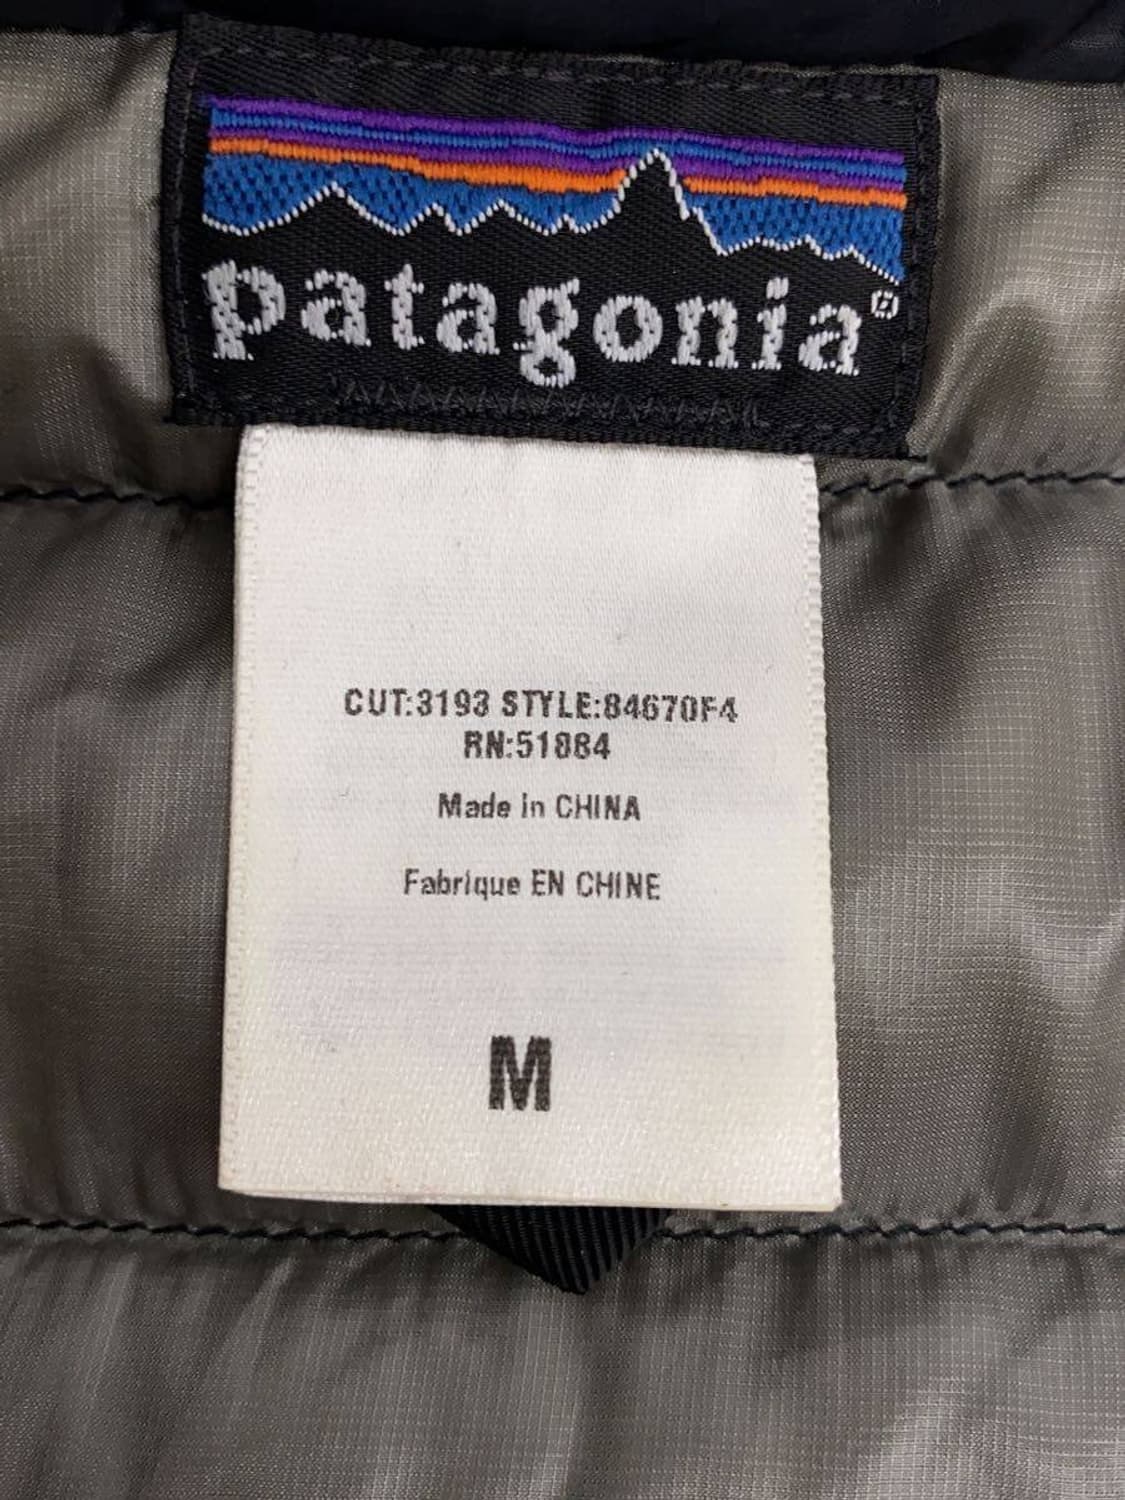 patagonia®
CUT:3193 STYLE:84670F4
RN:51884
Made in CHINA
Fabrique EN CHINE
M